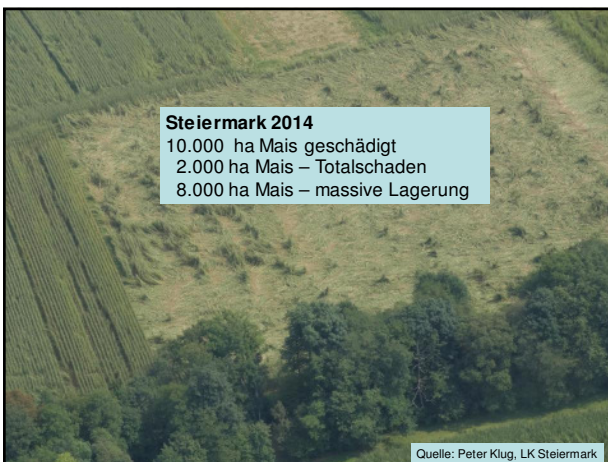 Steiermark 2014
10.000 ha Mais geschädigt
2.000 ha Mais – Totalschaden
8.000 ha Mais – massive Lagerung
Quelle: Peter Klug, LK Steiermark